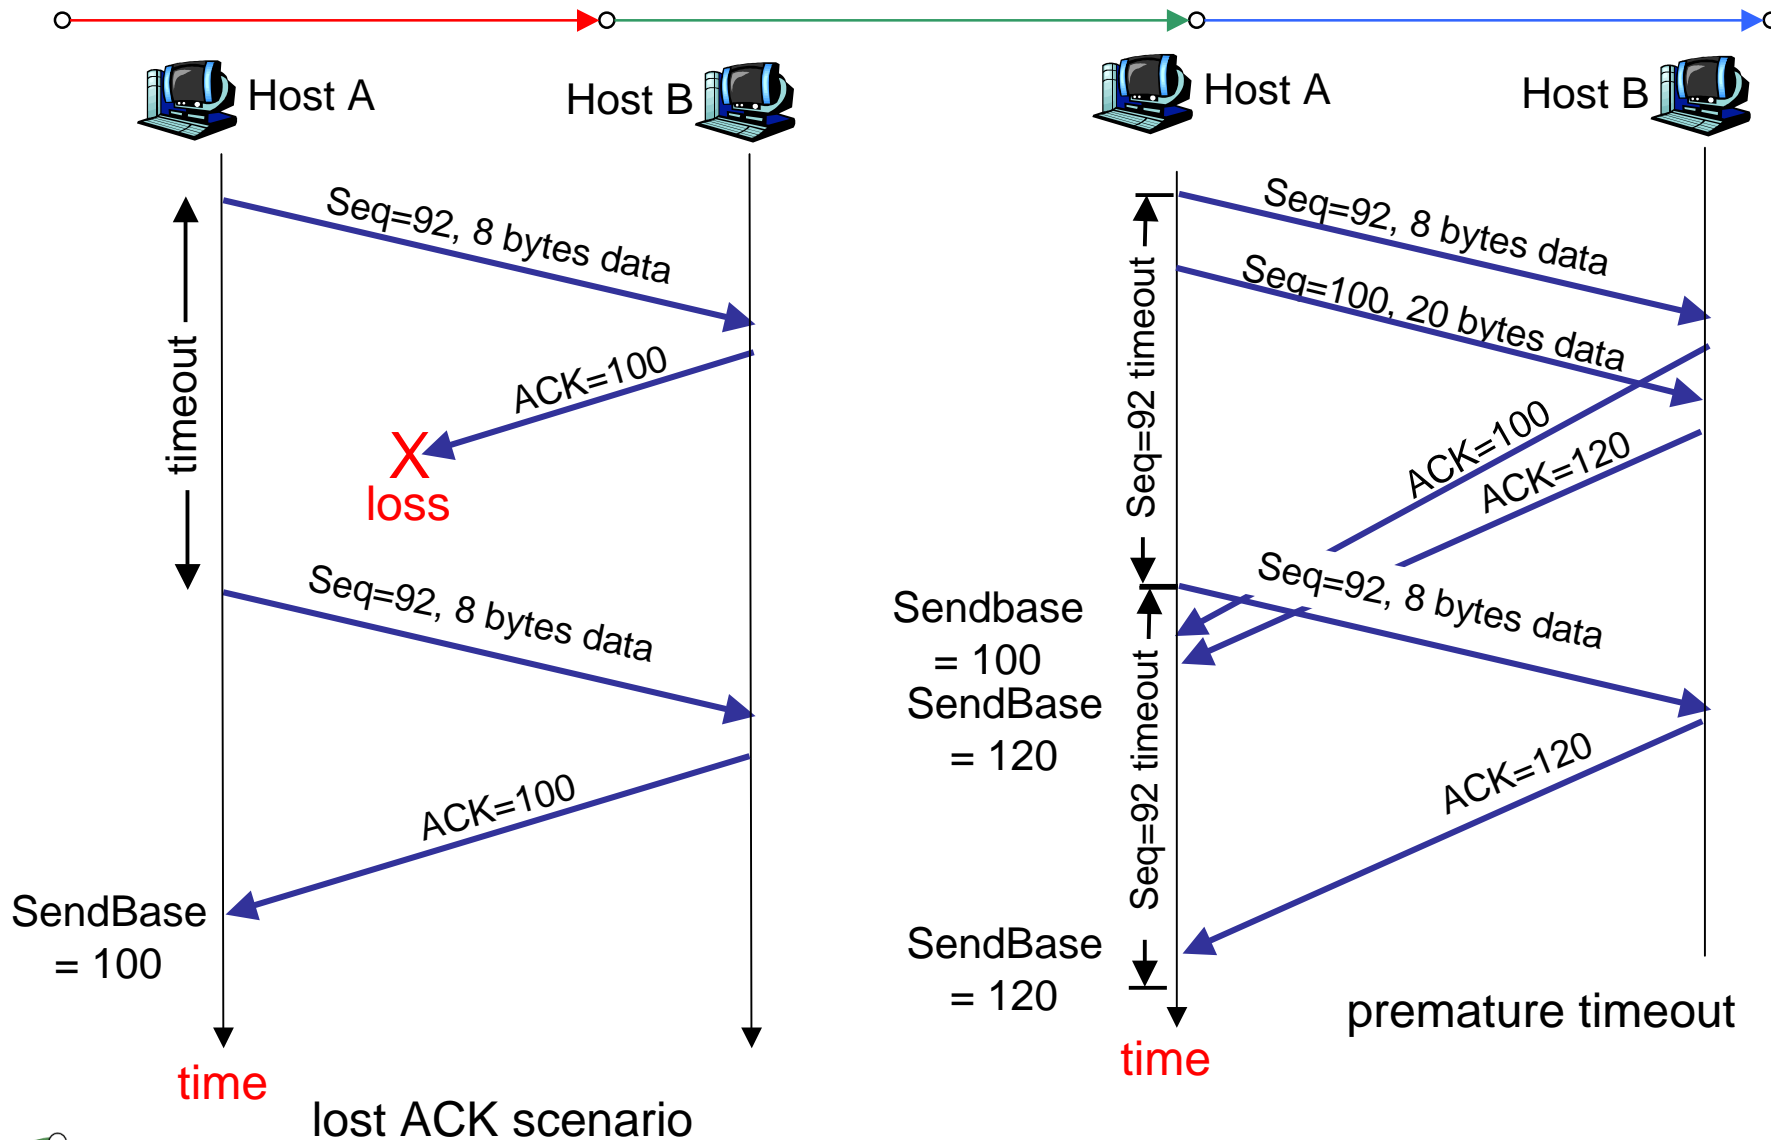 Host A
Host B
Seq=92, 8 bytes data
timeout
ACK=100
X
loss
Seq=92, 8 bytes data
ACK=100
SendBase
= 100
time
lost ACK scenario
Host A
Host B
Seq=92, 8 bytes data
Seq=100, 20 bytes data
Seq=92 timeout
ACK=100
ACK=120
Seq=92, 8 bytes data
Sendbase
= 100
SendBase
= 120
Seq=92 timeout
ACK=120
SendBase
= 120
time
premature timeout